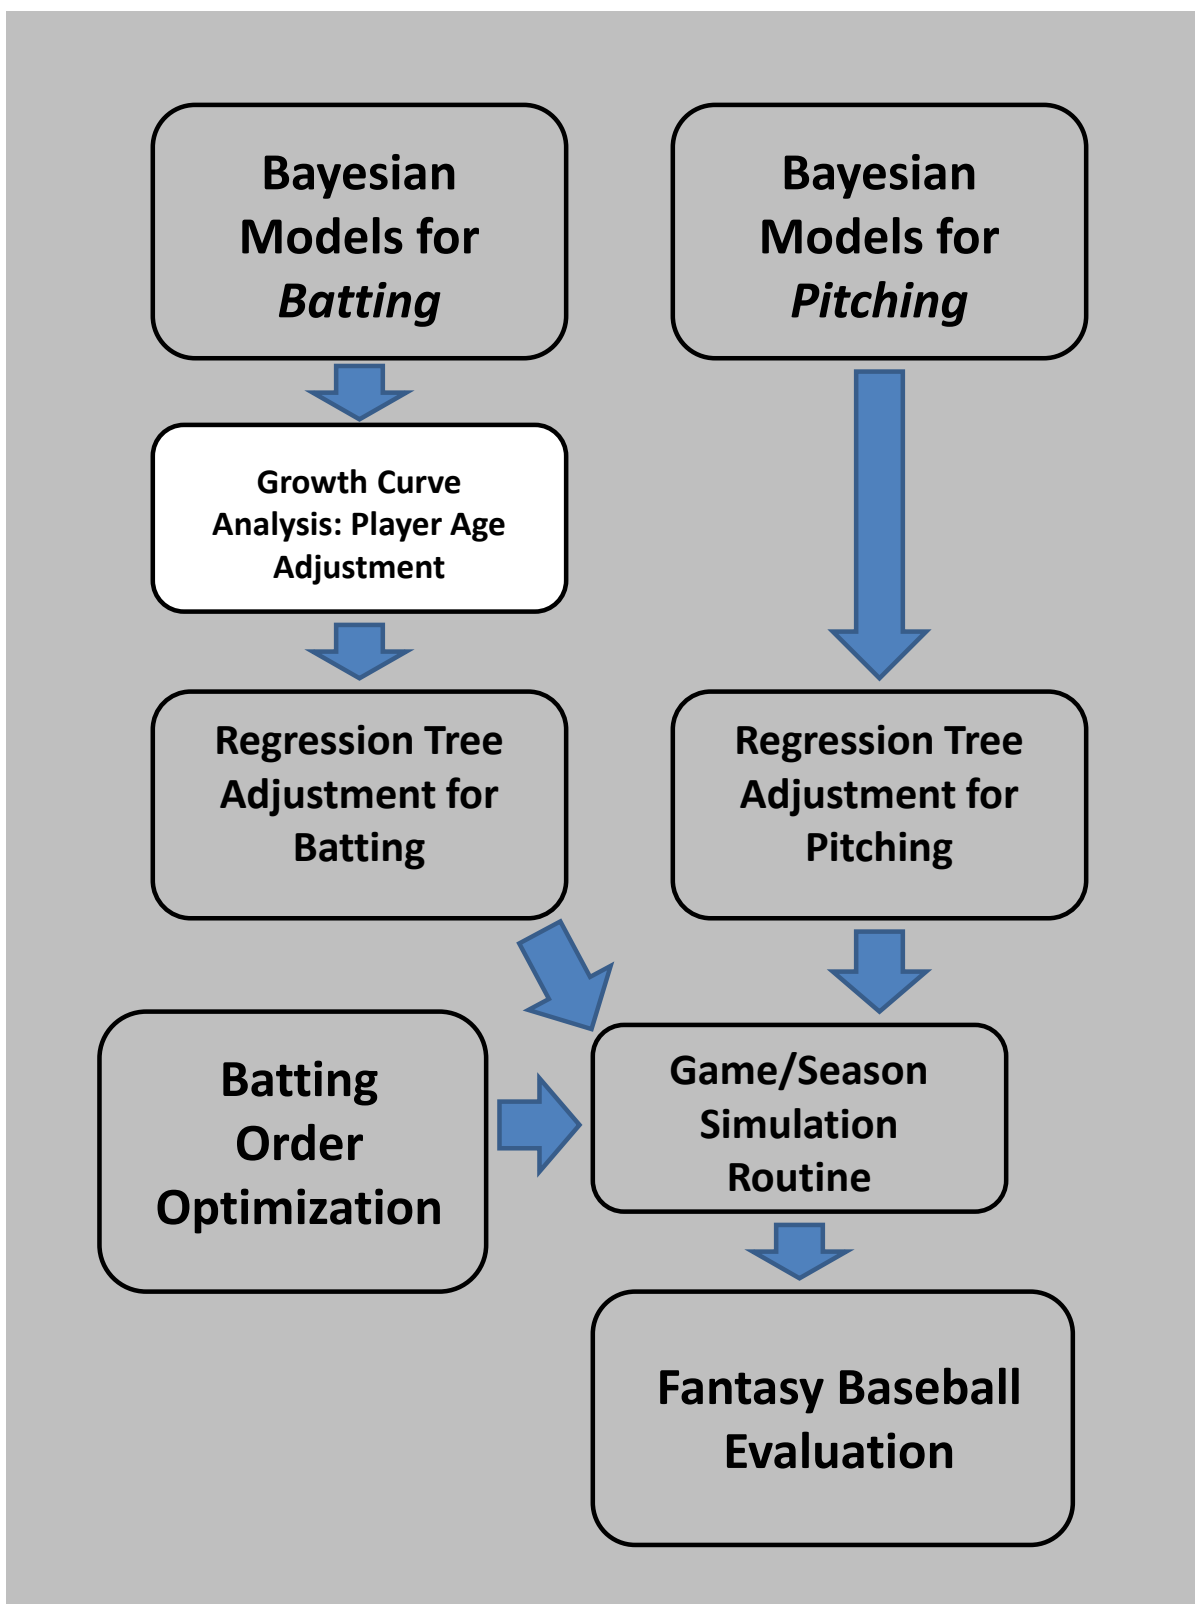 Bayesian
Models for
Batting
Bayesian
Models for
Pitching
Growth Curve
Analysis: Player Age
Adjustment
Regression Tree
Adjustment for
Batting
Regression Tree
Adjustment for
Pitching
Batting
Order
Optimization
Game/Season
Simulation
Routine
Fantasy Baseball
Evaluation